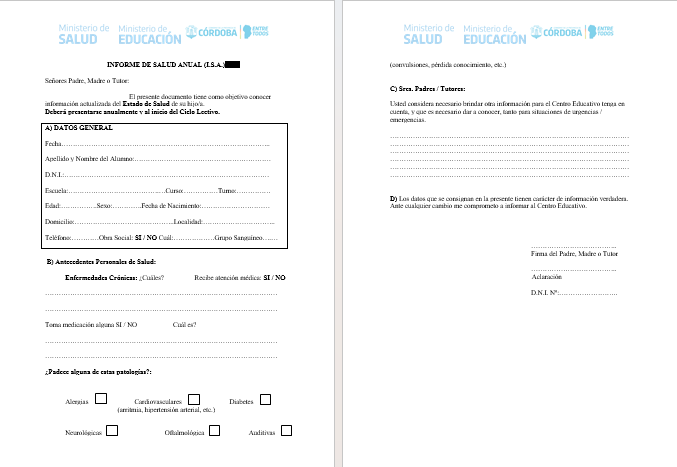 Ministerio de
SALUD
Ministerio de
EDUCACIÓN
CÓRDOBA
ENTRE
TODOS
INFORME DE SALUD ANUAL (I.S.A.)
Señores Padre, Madre o Tutor:
El presente documento tiene como objetivo conocer
información actualizada del Estado de Salud de su hijo/a.
Deberá presentarse anualmente y al inicio del Ciclo Lectivo.
A) DATOS GENERAL
Fecha.....................................................................
Apellido y Nombre del Alumno:.............................................
D.N.I:....................................................................
Escuela:..............................Curso:............Turno:............
Edad:............Sexo:............Fecha de Nacimiento:.......................
Domicilio:...................................Localidad:........................
Teléfono:..........Obra Social: SI / NO Cuál:...............Grupo Sanguíneo.......
B) Antecedentes Personales de Salud:
Enfermedades Crónicas: ¿Cuáles? Recibe atención médica: SI / NO
................................................................................
................................................................................
Toma medicación alguna SI / NO Cuál es?
................................................................................
................................................................................
¿Padece alguna de estas patologías?:
Alergias Cardiovasculares Diabetes
(arritmia, hipertensión arterial, etc.)
Neurológicas Oftalmológica Auditivas
Ministerio de
SALUD
Ministerio de
EDUCACIÓN
CÓRDOBA
ENTRE
TODOS
(convulsiones, pérdida conocimiento, etc.)
C) Sres. Padres / Tutores:
Usted considera necesario brindar otra información para el Centro Educativo tenga en
cuenta, y que es necesario dar a conocer, tanto para situaciones de urgencias /
emergencias.
................................................................................
................................................................................
................................................................................
................................................................................
................................................................................
................................................................................
D) Los datos que se consignan en la presente tienen carácter de información verdadera.
Ante cualquier cambio me comprometo a informar al Centro Educativo.
..............................
Firma del Padre, Madre o Tutor
..............................
Aclaración
D.N.I. Nº:....................